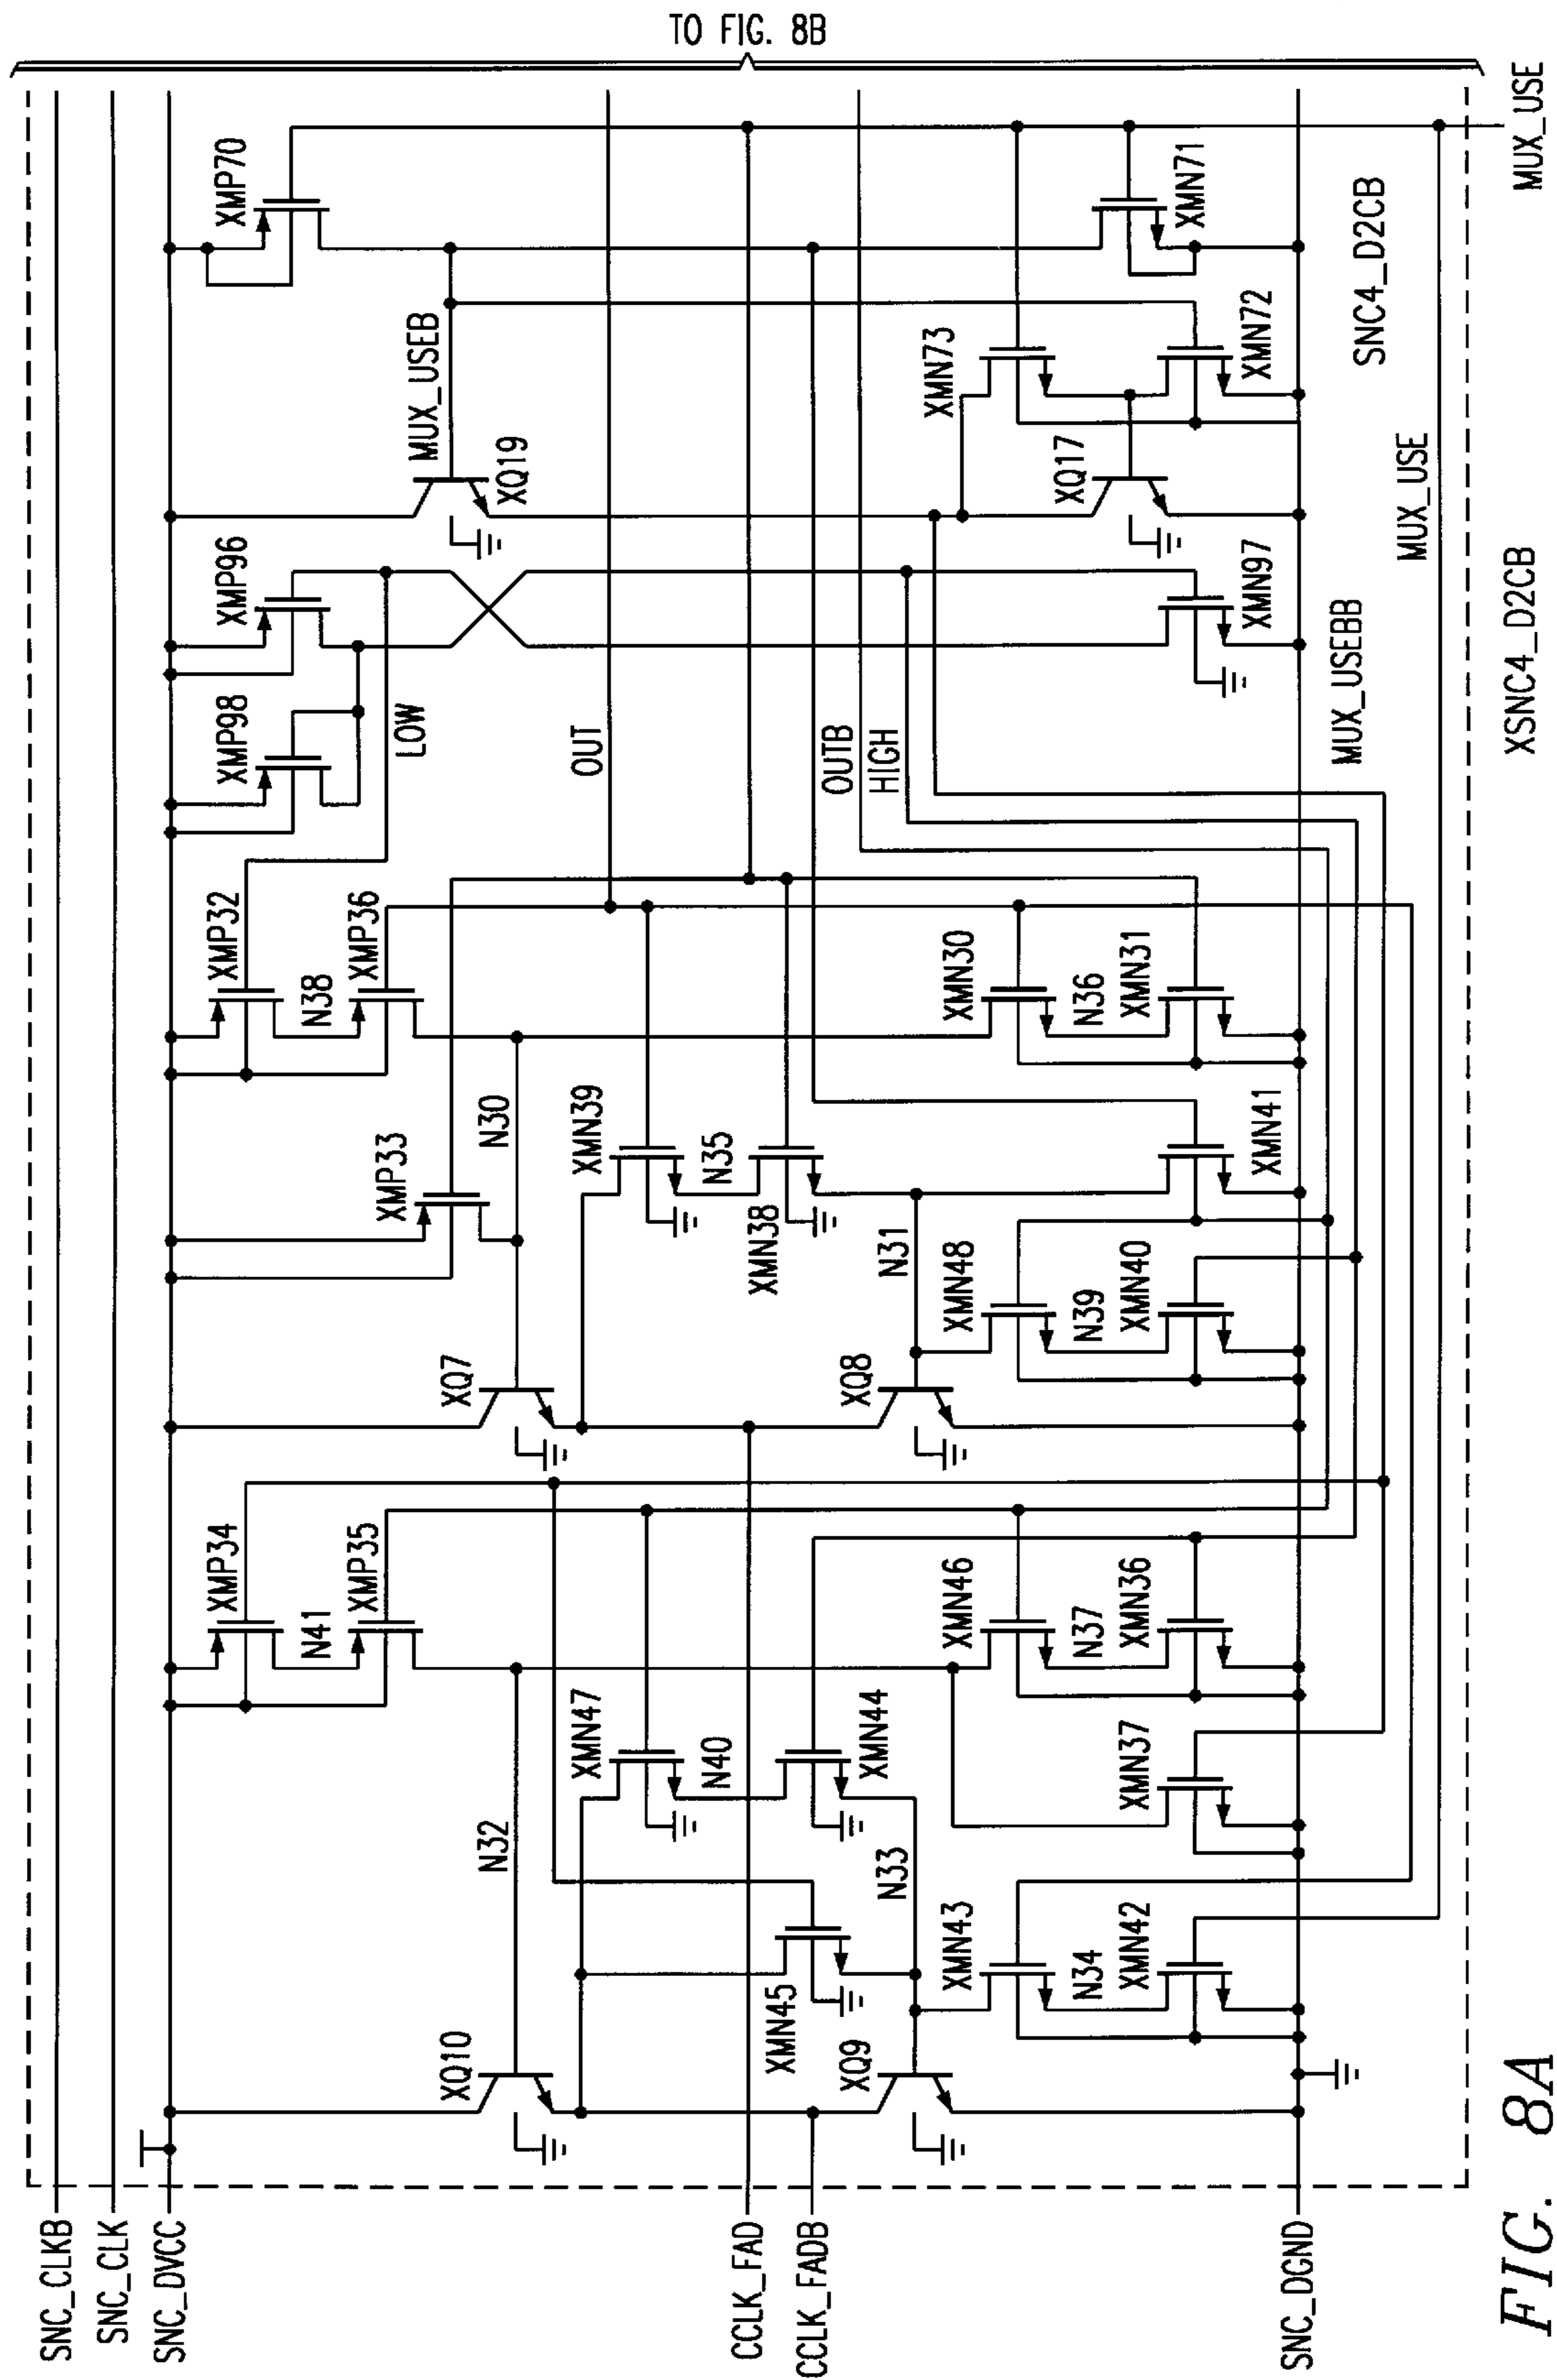 TO FIG. 8B
XMP70
MUX_USEB
XQ19
XMN73
XMN71
XMN72
SNC4_D2CB
MUX_USE
XQ17
MUX_USE
XMP96
XMP98
LOW
OUT
OUTB
HIGH
XMN97
MUX_USEBB
XSNC4_D2CB
XMP32
N38
XMP36
XMN30
N36
XMN31
XMP33
N30
XMN39
N35
XMN38
N31
XMN41
XMN48
N39
XMN40
XQ7
XQ8
XMP34
N41
XMP35
XMN46
N37
XMN36
XMN47
N40
XMN44
XMN37
N32
N33
XMN45
XMN43
N34
XMN42
XQ10
XQ9
SNC_CLKB
SNC_CLK
SNC_DVCC
CCLK_FAD
CCLK_FADB
SNC_DGND
FIG. 8A